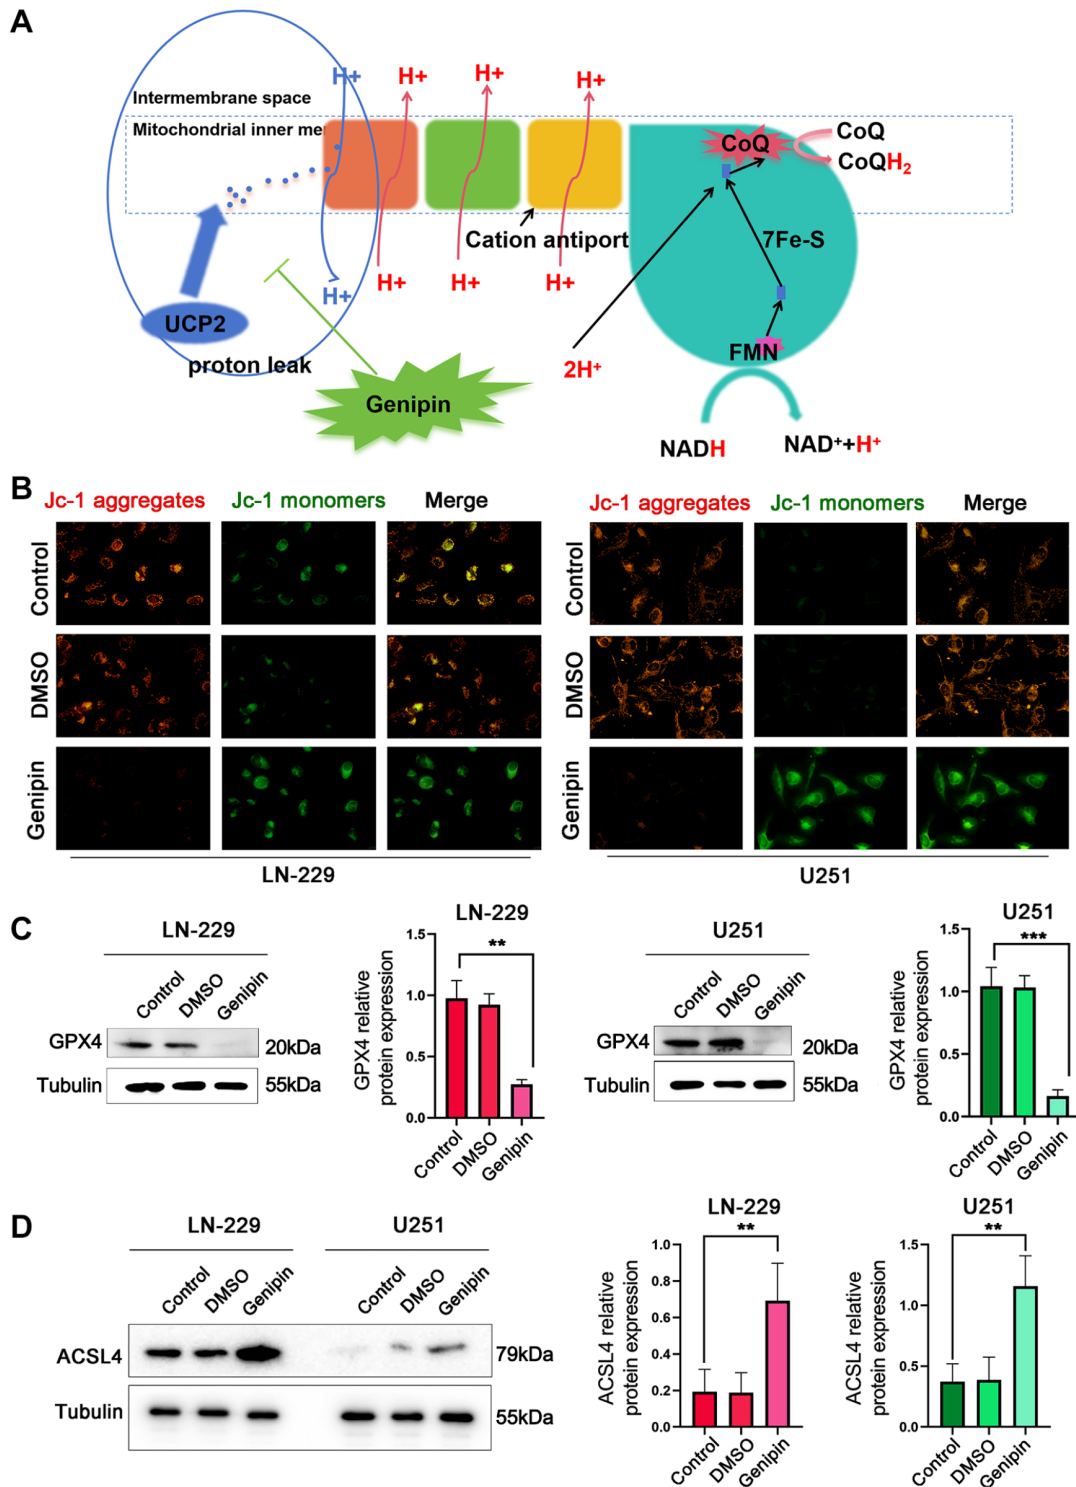 A
H+ H+ H+ H+
Intermembrane space
Mitochondrial inner me
CoQ
CoQ
CoQH₂
7Fe-S
Cation antiport
H+ H+ H+ H+
UCP2
proton leak
FMN
2H⁺
Genipin
NADH NAD⁺+H⁺
B
Jc-1 aggregates Jc-1 monomers Merge
Jc-1 aggregates Jc-1 monomers Merge
Control
DMSO
Genipin
LN-229
Control
DMSO
Genipin
U251
C
LN-229
Control DMSO Genipin
GPX4 20kDa
Tubulin 55kDa
LN-229
**
GPX4 relative
protein expression
1.5
1.0
0.5
0.0
Control DMSO Genipin
U251
Control DMSO Genipin
GPX4 20kDa
Tubulin 55kDa
U251
***
GPX4 relative
protein expression
1.5
1.0
0.5
0.0
Control DMSO Genipin
D
LN-229 U251
Control DMSO Genipin Control DMSO Genipin
ACSL4 79kDa
Tubulin 55kDa
LN-229
**
ACSL4 relative
protein expression
1.0
0.8
0.6
0.4
0.2
0.0
Control DMSO Genipin
U251
**
ACSL4 relative
protein expression
1.5
1.0
0.5
0.0
Control DMSO Genipin